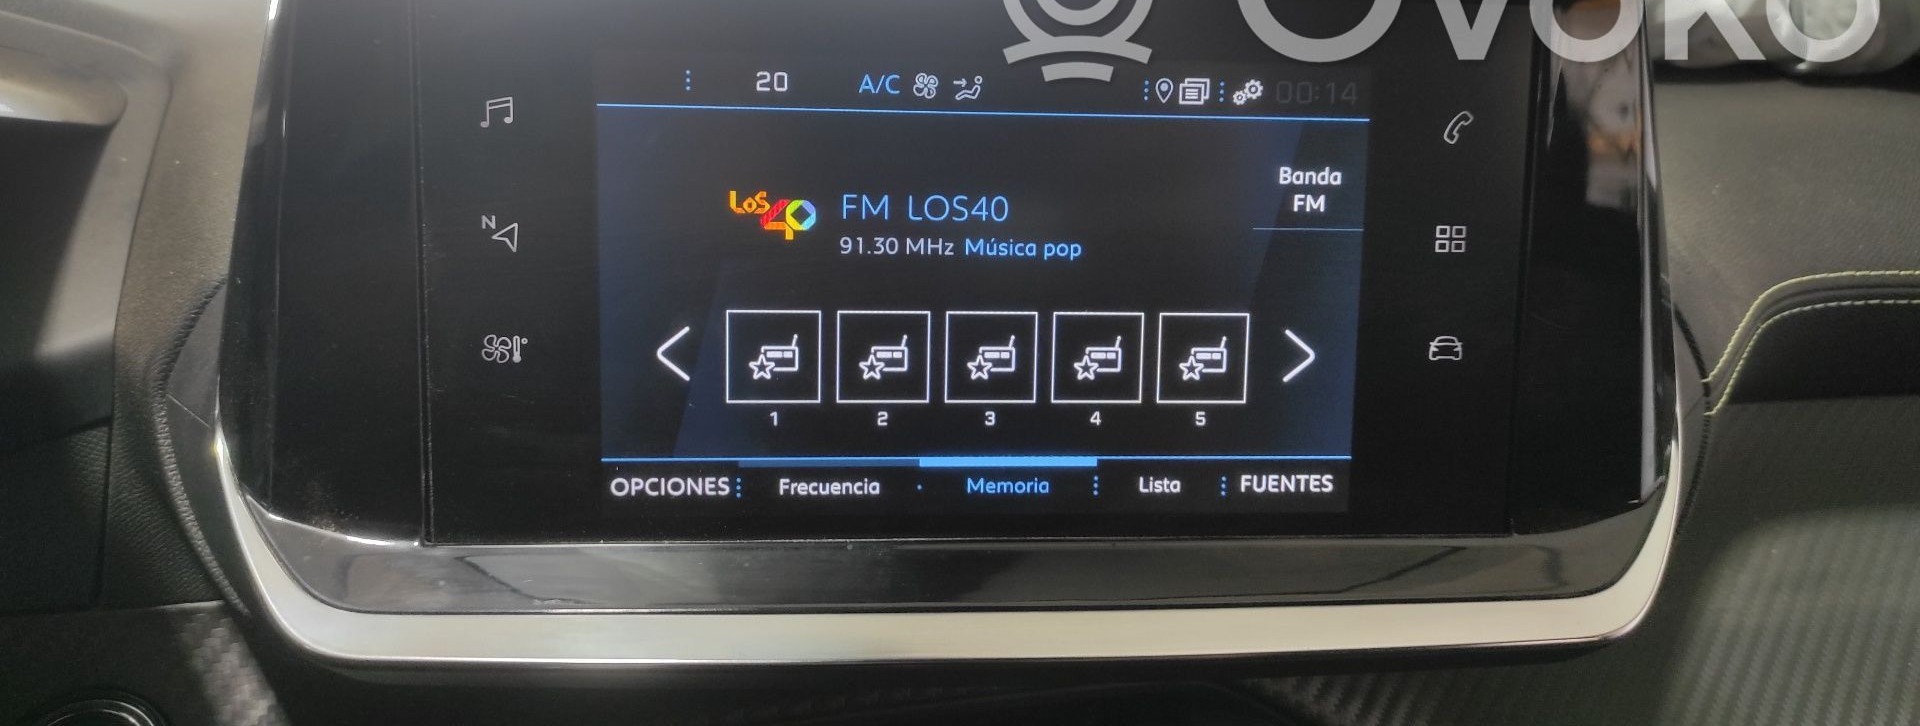 Ovoko
20 A/C 00:14
N
Banda
FM
LOS 40
FM LOS40
91.30 MHz Música pop
1 2 3 4 5
OPCIONES Frecuencia Memoria Lista FUENTES